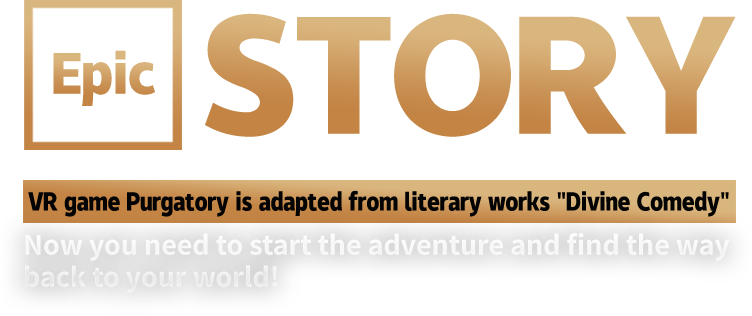 Epic STORY
VR game Purgatory is adapted from literary works "Divine Comedy"
Now you need to start the adventure and find the way
back to your world!